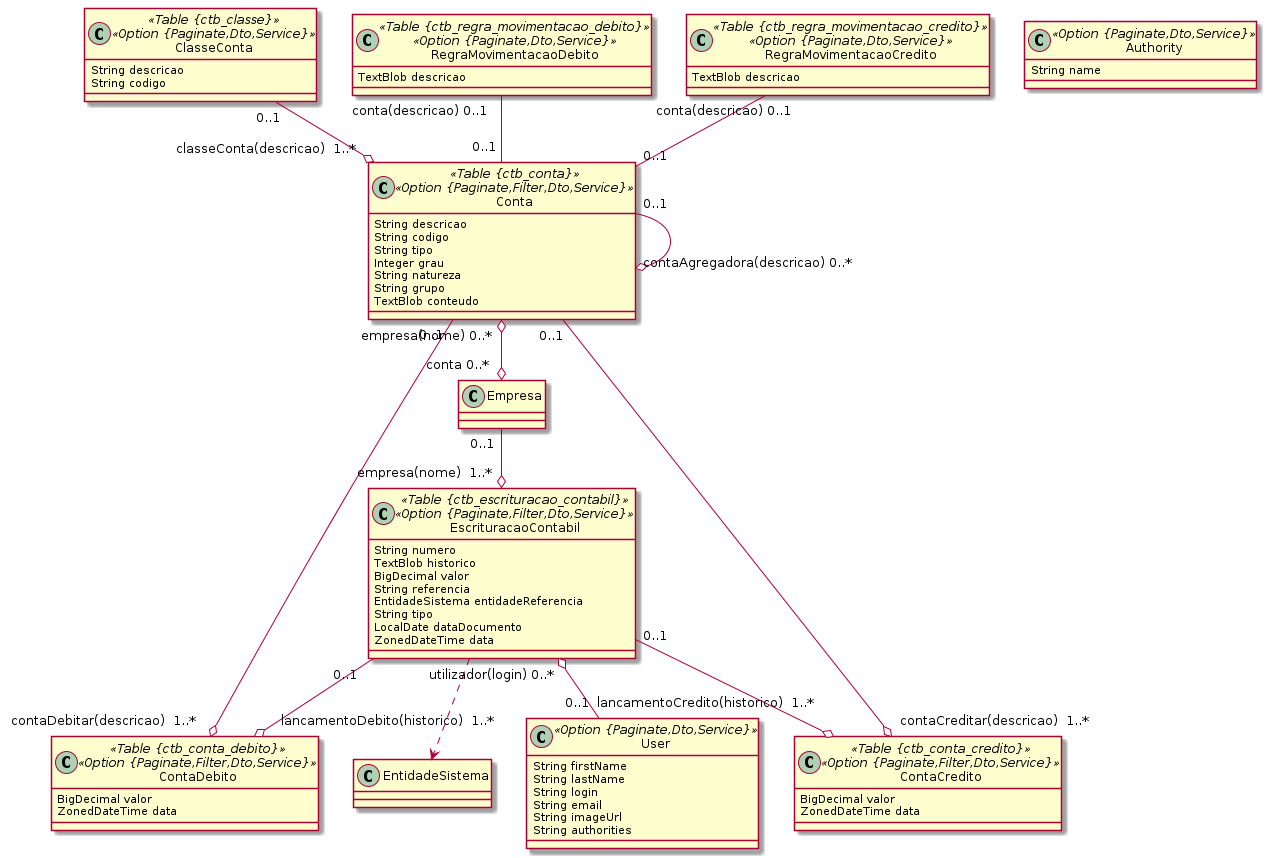 «Table {ctb_classe}»
«Option {Paginate,Dto,Service}»
C
ClasseConta
String descricao
String codigo
«Table {ctb_regra_movimentacao_debito}»
«Option {Paginate,Dto,Service}»
C
RegraMovimentacaoDebito
TextBlob descricao
«Table {ctb_regra_movimentacao_credito}»
«Option {Paginate,Dto,Service}»
C
RegraMovimentacaoCredito
TextBlob descricao
«Option {Paginate,Dto,Service}»
C
Authority
String name
0..1
classeConta(descricao) 1..*
conta(descricao) 0..1
0..1
conta(descricao) 0..1
0..1
«Table {ctb_conta}»
«Option {Paginate,Filter,Dto,Service}»
C
Conta
String descricao
String codigo
String tipo
Integer grau
String natureza
String grupo
TextBlob conteudo
0..1
contaAgregadora(descricao) 0..*
0..1
empresa(nome) 0..*
0..1
conta 0..*
C
Empresa
0..1
empresa(nome) 1..*
«Table {ctb_escrituracao_contabil}»
«Option {Paginate,Filter,Dto,Service}»
C
EscrituracaoContabil
String numero
TextBlob historico
BigDecimal valor
String referencia
EntidadeSistema entidadeReferencia
String tipo
LocalDate dataDocumento
ZonedDateTime data
0..1
0..1
utilizador(login) 0..*
0..1
lancamentoCredito(historico) 1..*
contaDebitar(descricao) 1..*
lancamentoDebito(historico) 1..*
contaCreditar(descricao) 1..*
«Table {ctb_conta_debito}»
«Option {Paginate,Filter,Dto,Service}»
C
ContaDebito
BigDecimal valor
ZonedDateTime data
C
EntidadeSistema
«Option {Paginate,Dto,Service}»
C
User
String firstName
String lastName
String login
String email
String imageUrl
String authorities
«Table {ctb_conta_credito}»
«Option {Paginate,Filter,Dto,Service}»
C
ContaCredito
BigDecimal valor
ZonedDateTime data